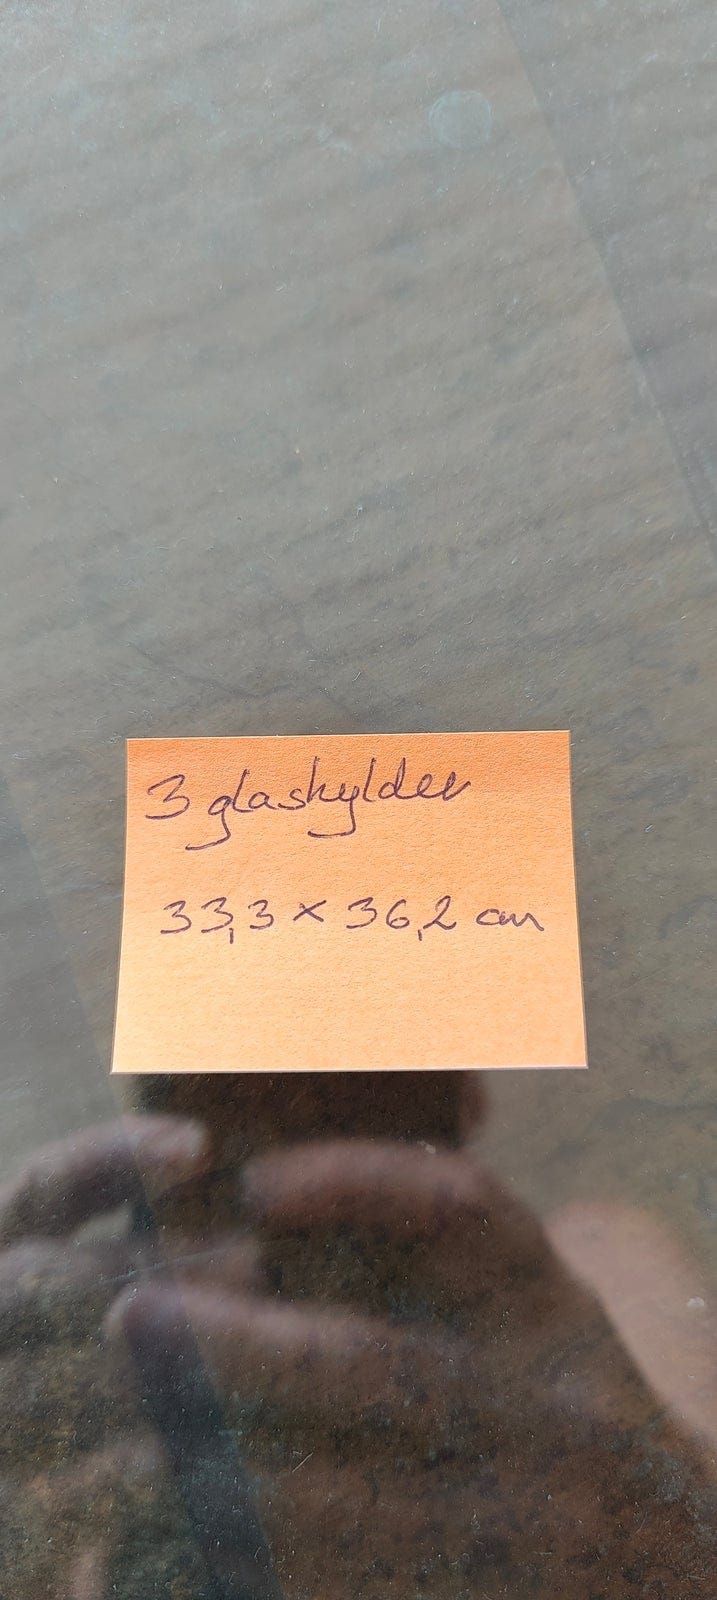 3 glashylder
33,3 x 36,2 cm